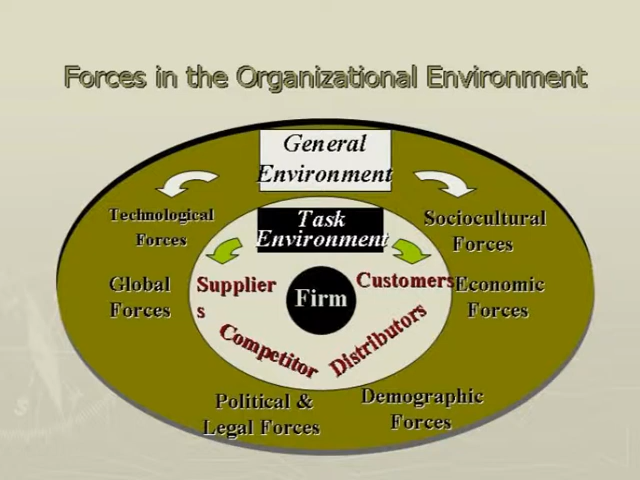 Forces in the Organizational Environment
General
Environment
Technological
Forces
Task
Environment
Sociocultural
Forces
Global
Forces
Supplier
s
Firm
Customers
Economic
Forces
Competitor
Distributors
Political &
Legal Forces
Demographic
Forces